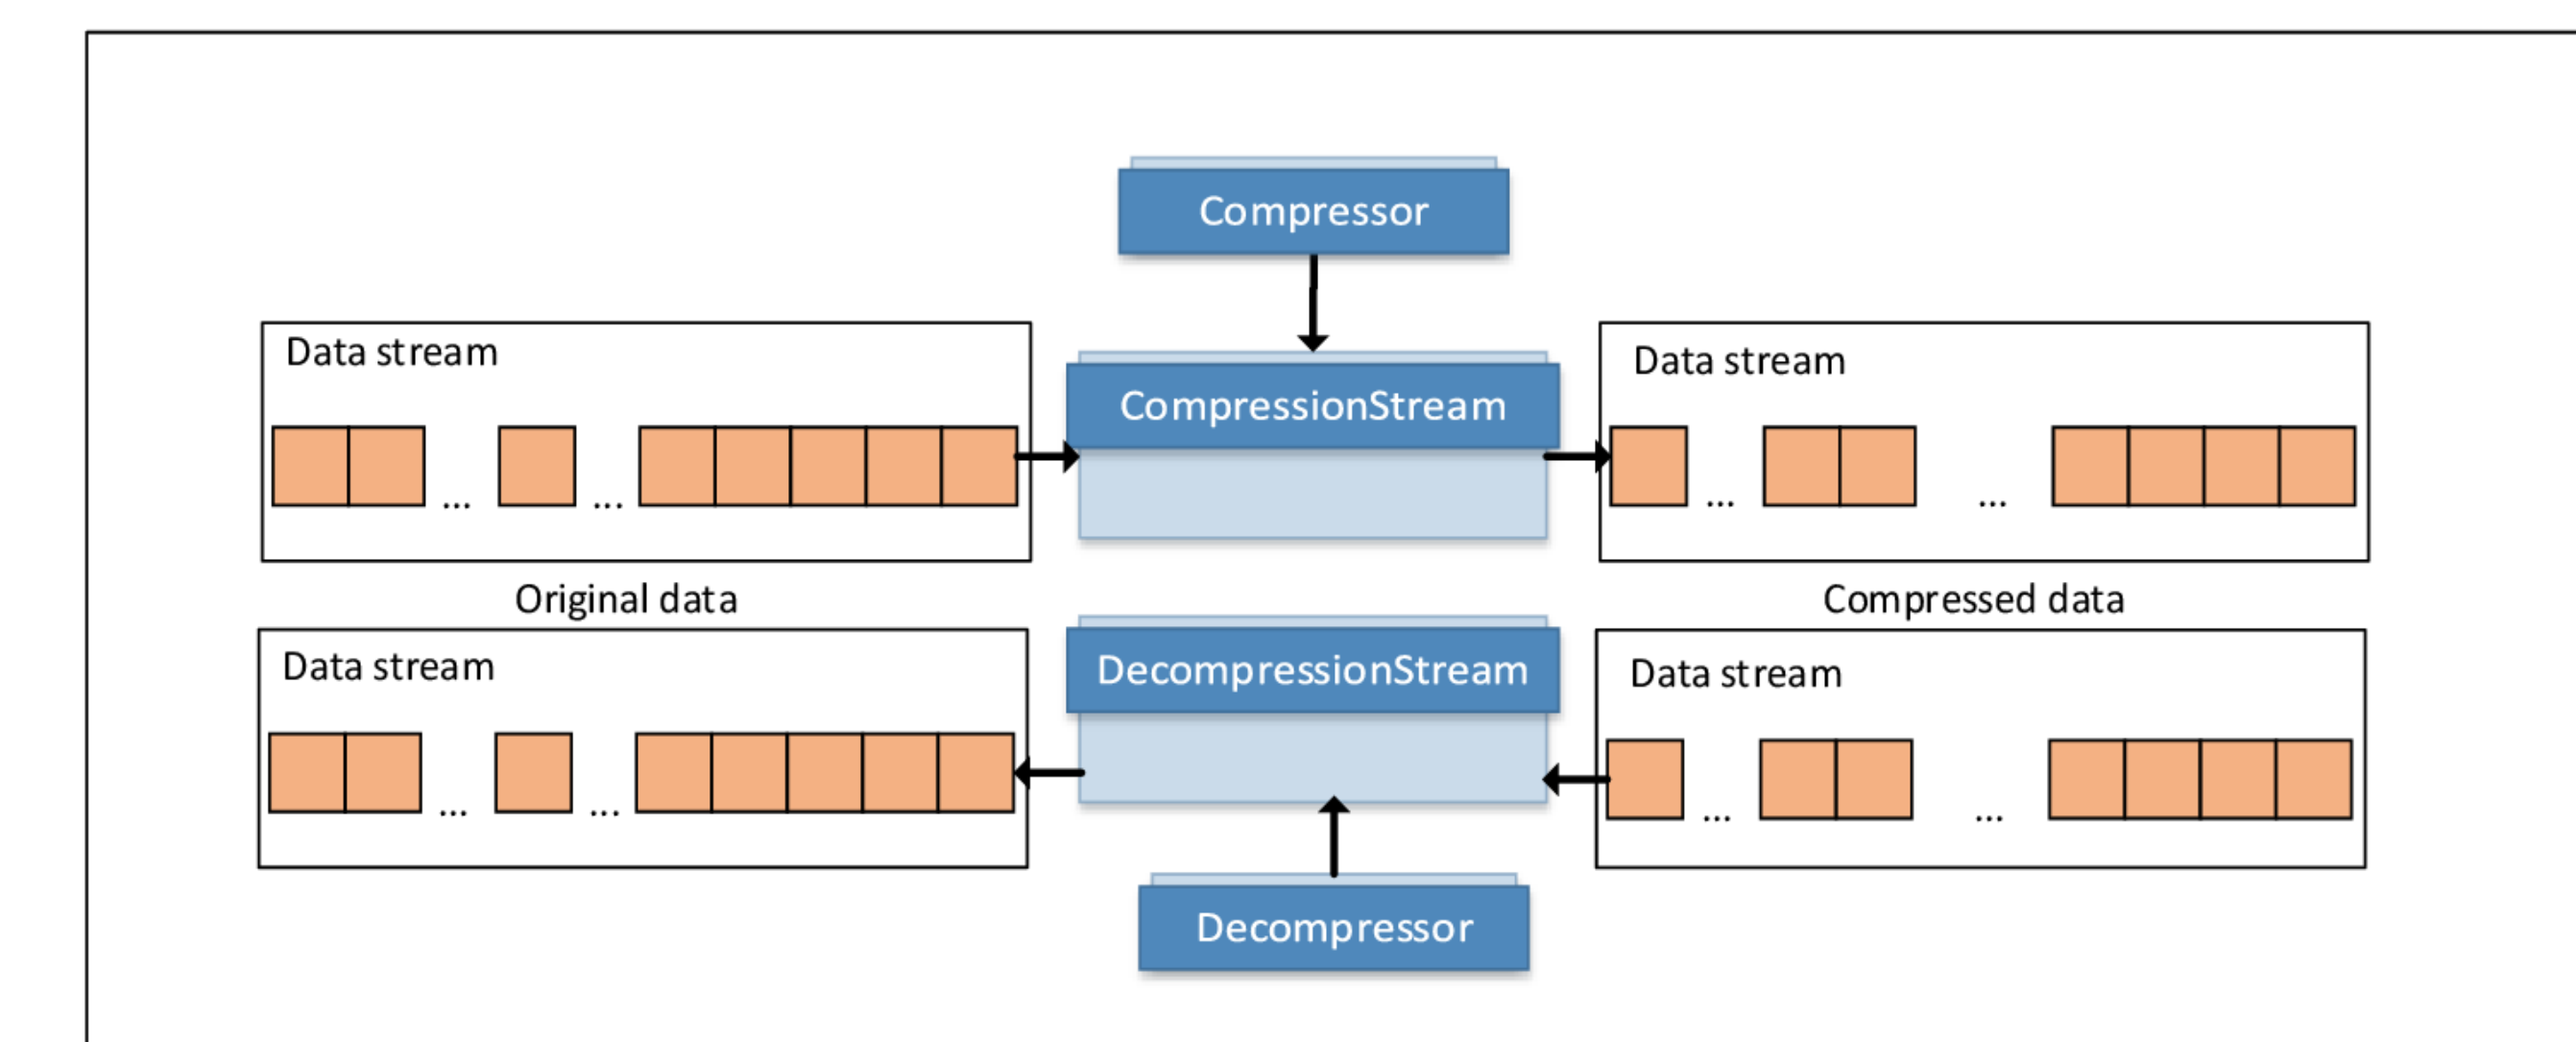 Compressor
Data stream
CompressionStream
Data stream
...
...
...
...
Original data
Compressed data
Data stream
DecompressionStream
Data stream
...
...
...
...
Decompressor